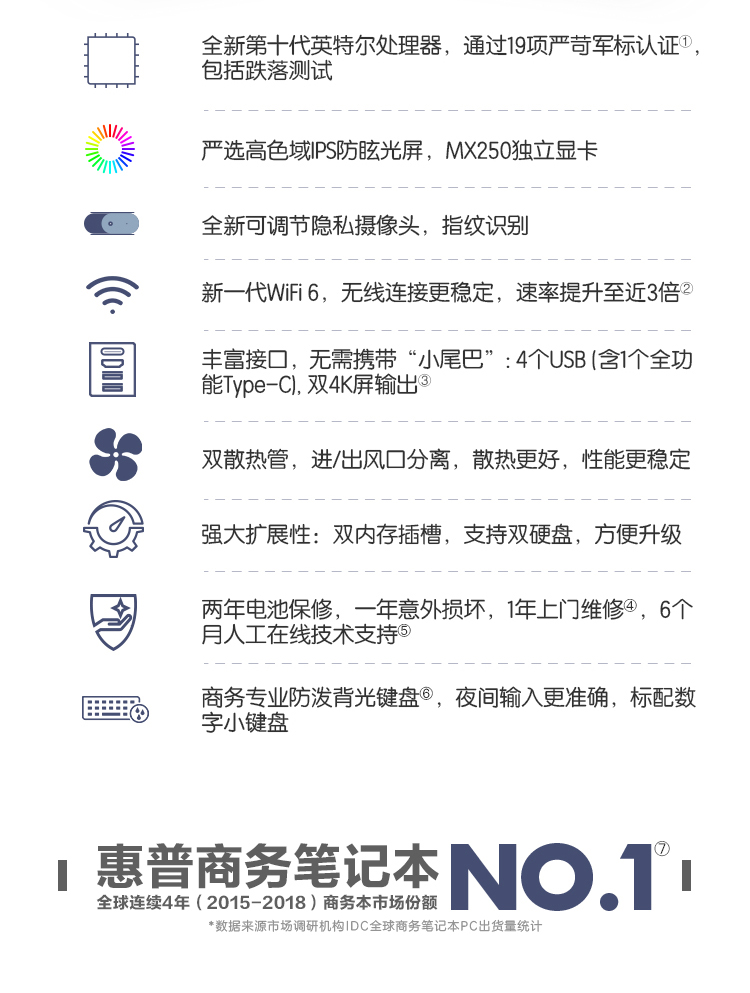 全新第十代英特尔处理器，通过19项严苛军标认证①，
包括跌落测试
严选高色域IPS防眩光屏，MX250独立显卡
全新可调节隐私摄像头，指纹识别
新一代WiFi 6，无线连接更稳定，速率提升至近3倍②
丰富接口，无需携带“小尾巴”: 4个USB (含1个全功
能Type-C), 双4K屏输出③
双散热管，进/出风口分离，散热更好，性能更稳定
强大扩展性：双内存插槽，支持双硬盘，方便升级
两年电池保修，一年意外损坏，1年上门维修④，6个
月人工在线技术支持⑤
商务专业防泼背光键盘⑥，夜间输入更准确，标配数
字小键盘
惠普商务笔记本NO.1⑦
全球连续4年（2015-2018）商务本市场份额
*数据来源市场调研机构IDC全球商务笔记本PC出货量统计